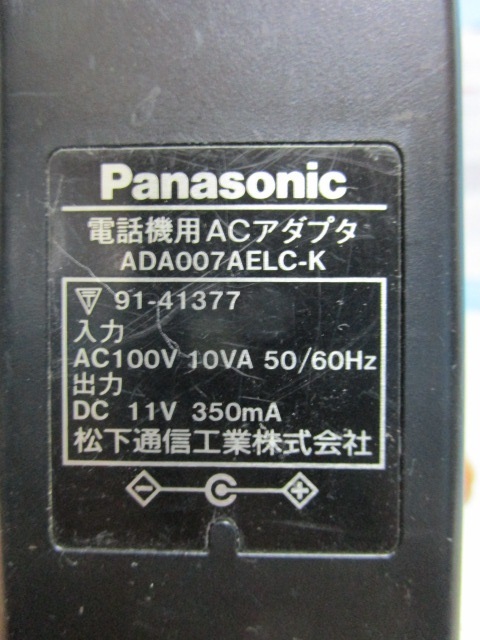 Panasonic
電話機用ACアダプタ
ADA007AELC-K
91-41377
入力
AC100V 10VA 50/60Hz
出力
DC 11V 350mA
松下通信工業株式会社